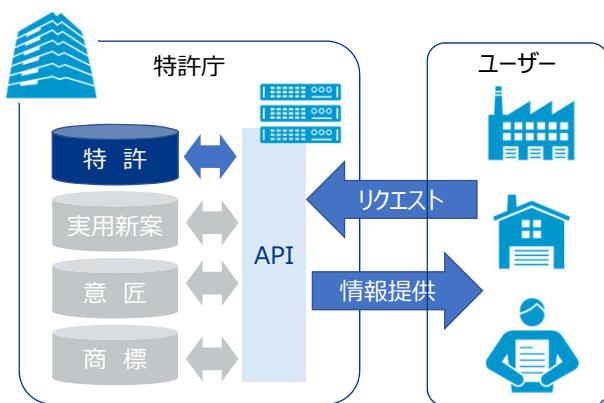 特許庁
ユーザー
特 許
実用新案
意 匠
商 標
API
リクエスト
情報提供